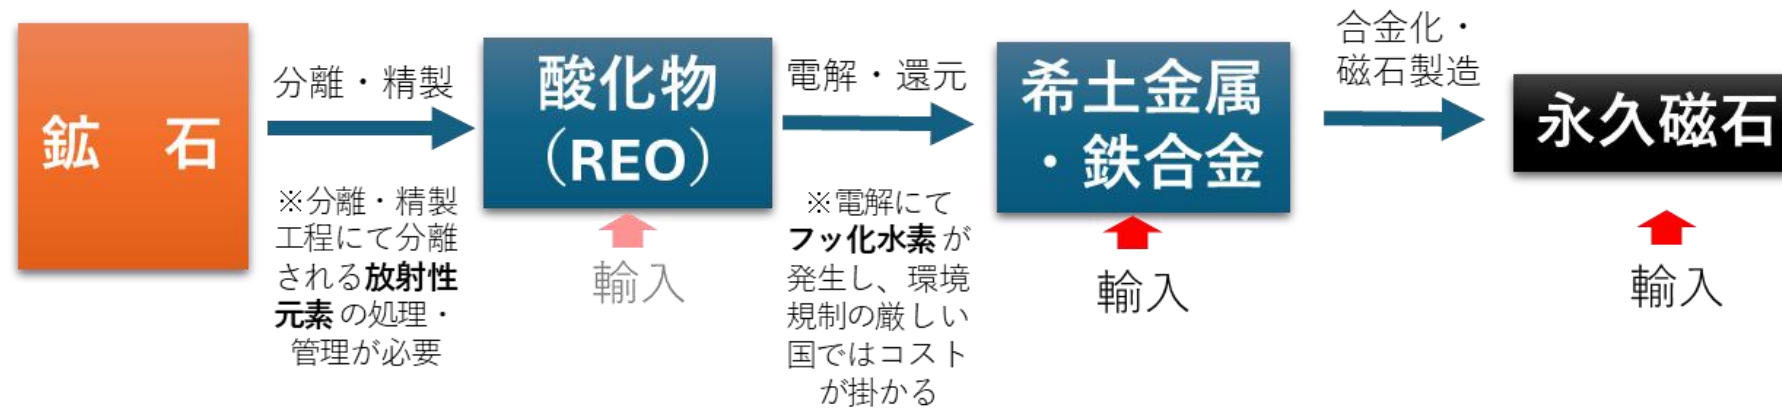 鉱　石
分離・精製
※分離・精製
工程にて分離
される放射性
元素の処理・
管理が必要
酸化物
（REO）
輸入
電解・還元
※電解にて
フッ化水素が
発生し、環境
規制の厳しい
国ではコスト
が掛かる
希土金属
・鉄合金
輸入
合金化・
磁石製造
永久磁石
輸入